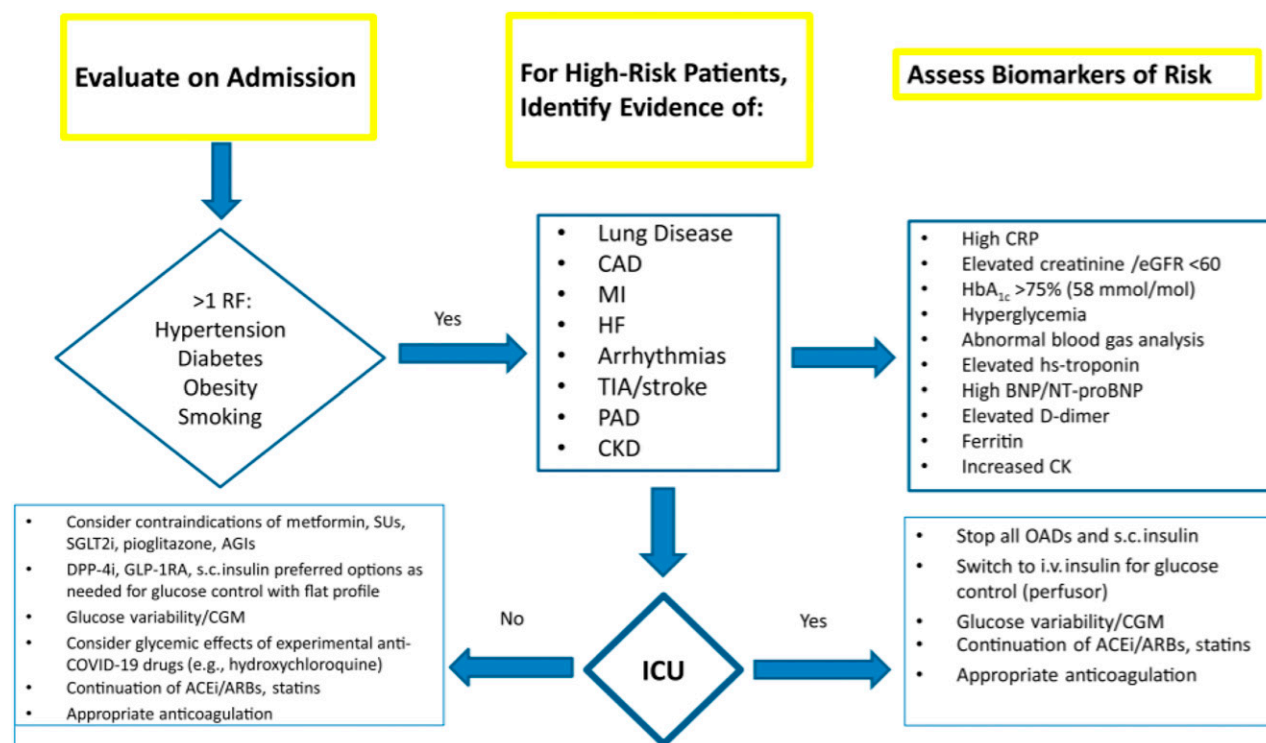 Evaluate on Admission
For High-Risk Patients,
Identify Evidence of:
Assess Biomarkers of Risk
>1 RF:
Hypertension
Diabetes
Obesity
Smoking
Yes
• Lung Disease
• CAD
• MI
• HF
• Arrhythmias
• TIA/stroke
• PAD
• CKD
• High CRP
• Elevated creatinine /eGFR <60
• HbA1c >75% (58 mmol/mol)
• Hyperglycemia
• Abnormal blood gas analysis
• Elevated hs-troponin
• High BNP/NT-proBNP
• Elevated D-dimer
• Ferritin
• Increased CK
• Consider contraindications of metformin, SUs,
SGLT2i, pioglitazone, AGIs
• DPP-4i, GLP-1RA, s.c.insulin preferred options as
needed for glucose control with flat profile
• Glucose variability/CGM
• Consider glycemic effects of experimental anti-
COVID-19 drugs (e.g., hydroxychloroquine)
• Continuation of ACEi/ARBs, statins
• Appropriate anticoagulation
No
ICU
Yes
• Stop all OADs and s.c.insulin
• Switch to i.v.insulin for glucose
control (perfusor)
• Glucose variability/CGM
• Continuation of ACEi/ARBs, statins
• Appropriate anticoagulation